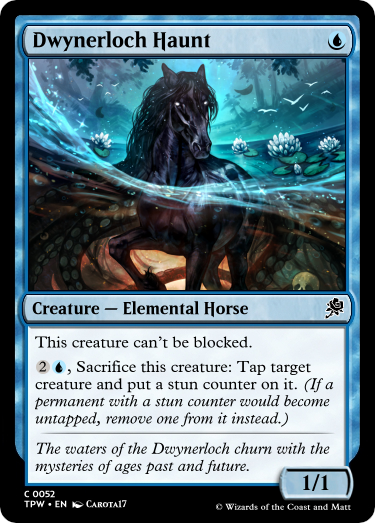 Dwynerloch Haunt
Creature — Elemental Horse
This creature can't be blocked.
2, Sacrifice this creature: Tap target
creature and put a stun counter on it. (If a
permanent with a stun counter would become
untapped, remove one from it instead.)
The waters of the Dwynerloch churn with the
mysteries of ages past and future.
1/1
C 0052
TPW • EN Carota17
© Wizards of the Coast and Matt